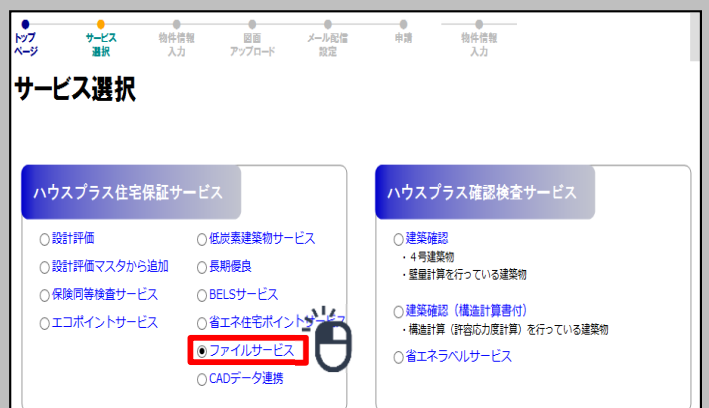 トップ
ページ
サービス
選択
物件情報
入力
図面
アップロード
メール配信
設定
申請
物件情報
入力
サービス選択
ハウスプラス住宅保証サービス
設計評価
設計評価マスタから追加
保険同等検査サービス
エコポイントサービス
低炭素建築物サービス
長期優良
BELSサービス
省エネ住宅ポイントサービス
ファイルサービス
CADデータ連携
ハウスプラス確認検査サービス
建築確認
・4号建築物
・壁量計算を行っている建築物
建築確認（構造計算書付）
・構造計算（許容応力度計算）を行っている建築物
省エネラベルサービス